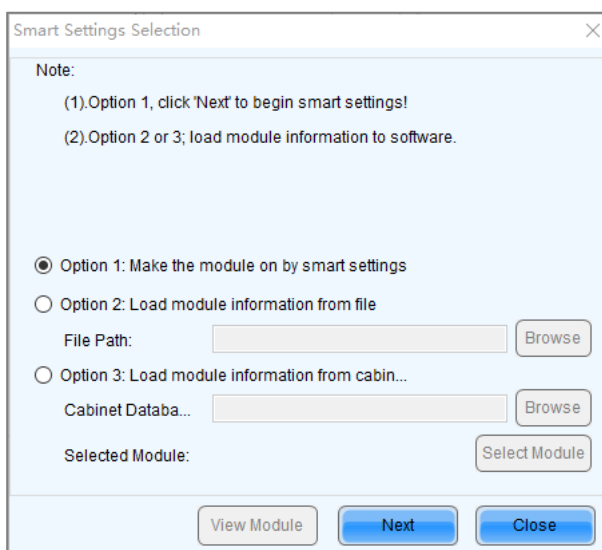 Smart Settings Selection
Note:
(1).Option 1, click 'Next' to begin smart settings!
(2).Option 2 or 3; load module information to software.
Option 1: Make the module on by smart settings
Option 2: Load module information from file
File Path: Browse
Option 3: Load module information from cabin...
Cabinet Databa... Browse
Selected Module: Select Module
View Module Next Close